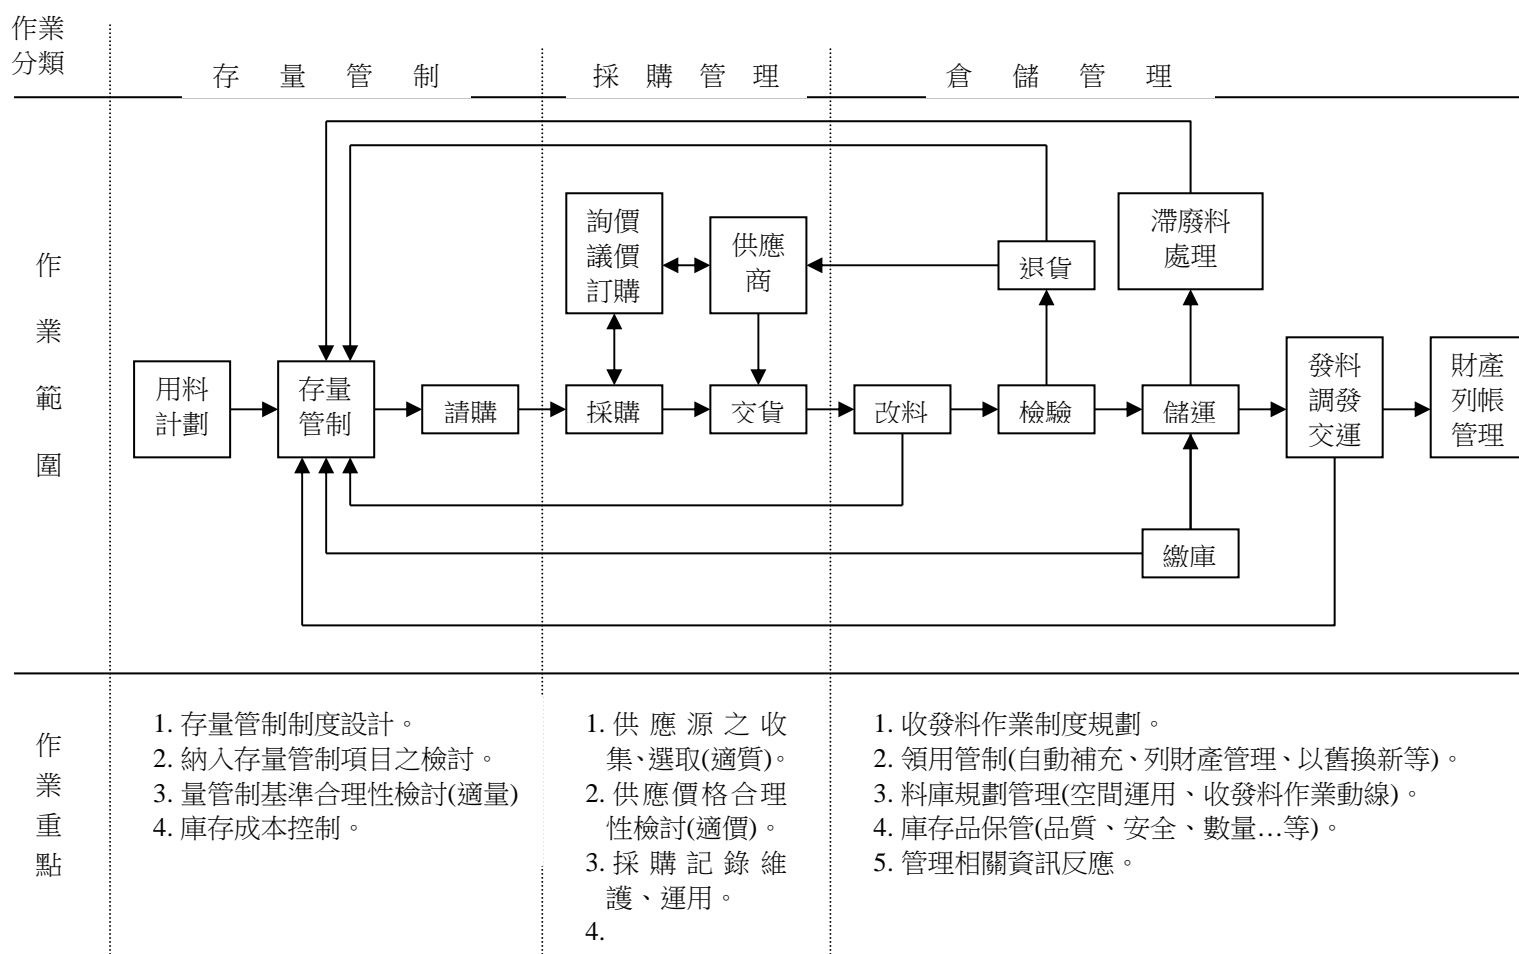 作業
分類
存量管制
採購管理
倉儲管理
作
業
範
圍
用料
計劃
存量
管制
請購
詢價
議價
訂購
採購
供應
商
交貨
改料
退貨
檢驗
滯廢料
處理
儲運
繳庫
發料
調發
交運
財產
列帳
管理
作
業
重
點
1. 存量管制制度設計。
2. 納入存量管制項目之檢討。
3. 量管制基準合理性檢討(適量)
4. 庫存成本控制。
1. 供應源之收
集、選取(適質)。
2. 供應價格合理
性檢討(適價)。
3. 採購記錄維
護、運用。
4.
1. 收發料作業制度規劃。
2. 領用管制(自動補充、列財產管理、以舊換新等)。
3. 料庫規劃管理(空間運用、收發料作業動線)。
4. 庫存品保管(品質、安全、數量…等)。
5. 管理相關資訊反應。